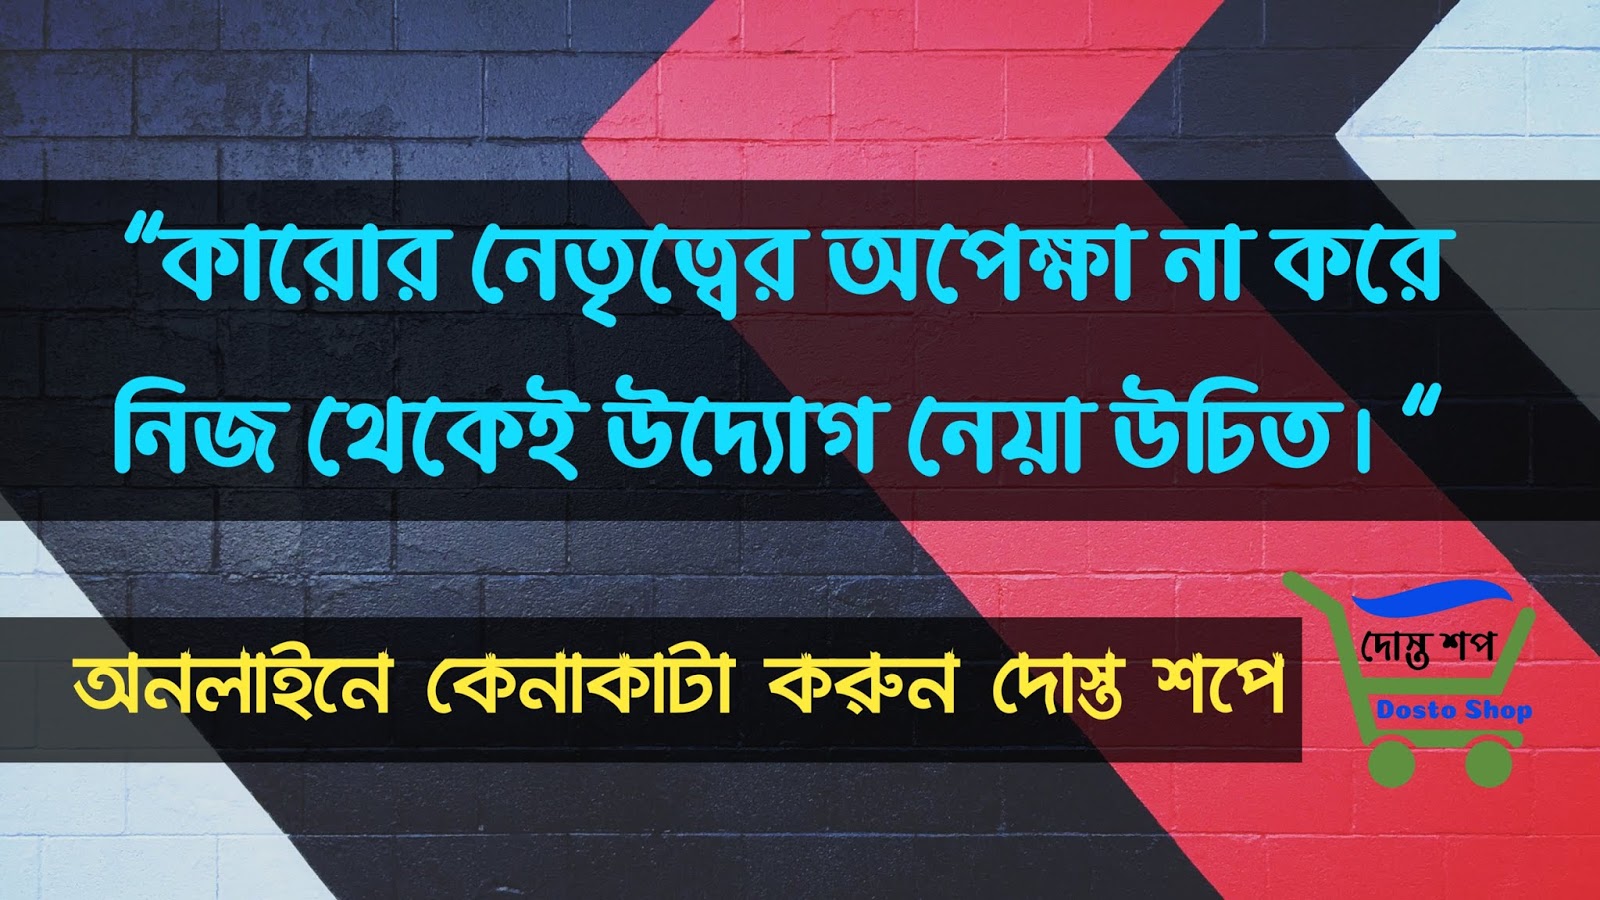 “কারোর নেতৃত্বের অপেক্ষা না করে
নিজ থেকেই উদ্যোগ নেয়া উচিত। “
অনলাইনে কেনাকাটা করুন দোস্ত শপে
দোস্ত শপ
Dosto Shop